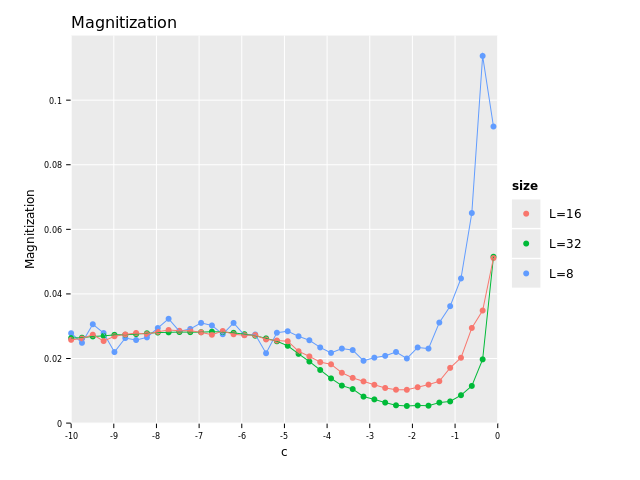 Magnitization
Magnitization
0.1
0.08
0.06
0.04
0.02
0
-10 -9 -8 -7 -6 -5 -4 -3 -2 -1 0
c
size
L=16
L=32
L=8